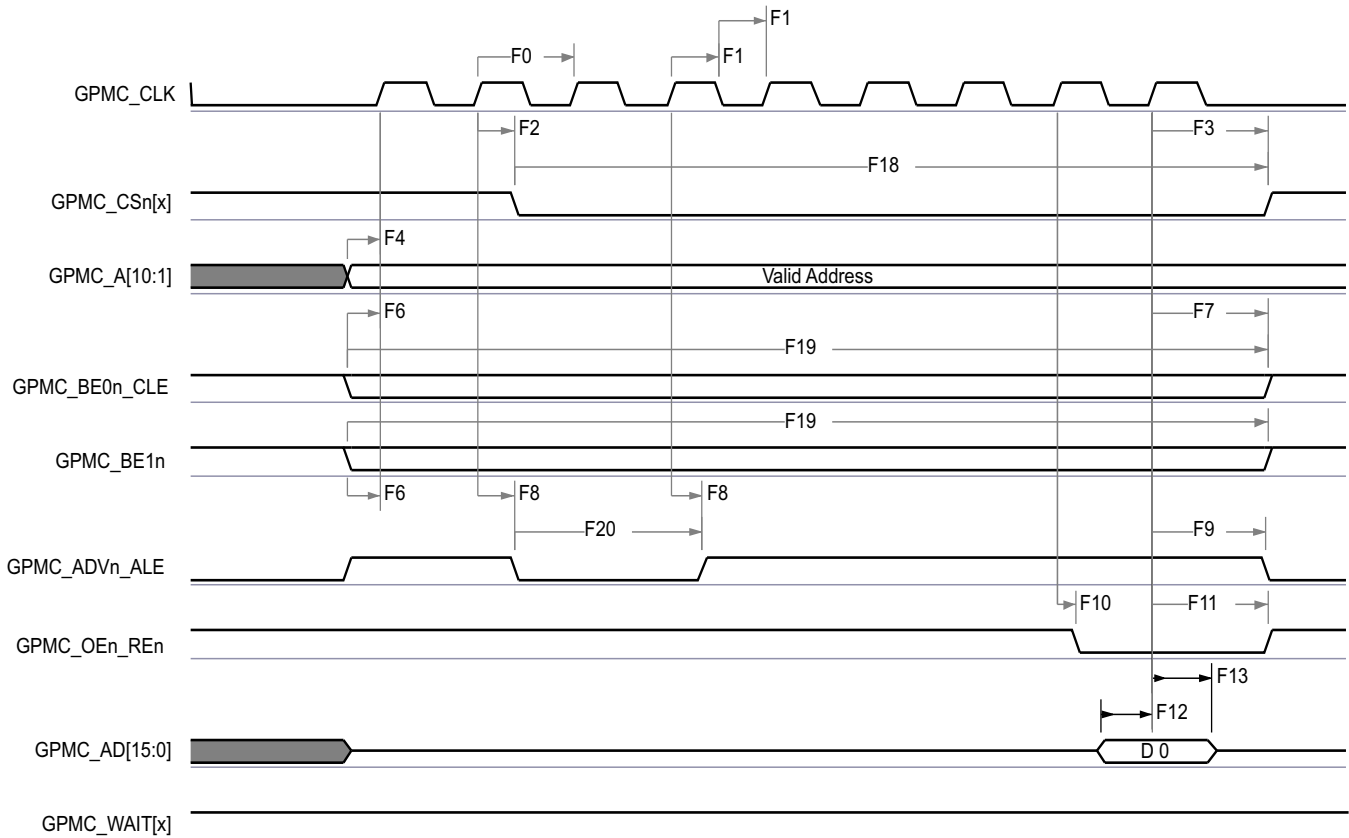 F1
F0
F1
GPMC_CLK
F2
F3
F18
GPMC_CSn[x]
F4
GPMC_A[10:1]
Valid Address
F6
F7
F19
GPMC_BE0n_CLE
F19
GPMC_BE1n
F6
F8
F8
F20
F9
GPMC_ADVn_ALE
F10
F11
GPMC_OEn_REn
F13
F12
GPMC_AD[15:0]
D 0
GPMC_WAIT[x]